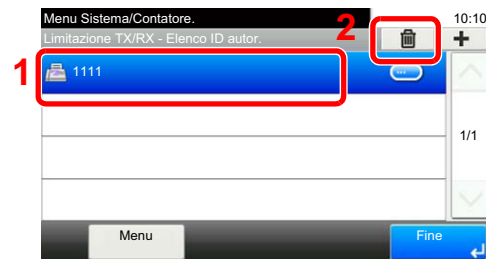 Menu Sistema/Contatore.
10:10
Limitazione TX/RX - Elenco ID autor.
2
1
1111
1/1
Menu
Fine